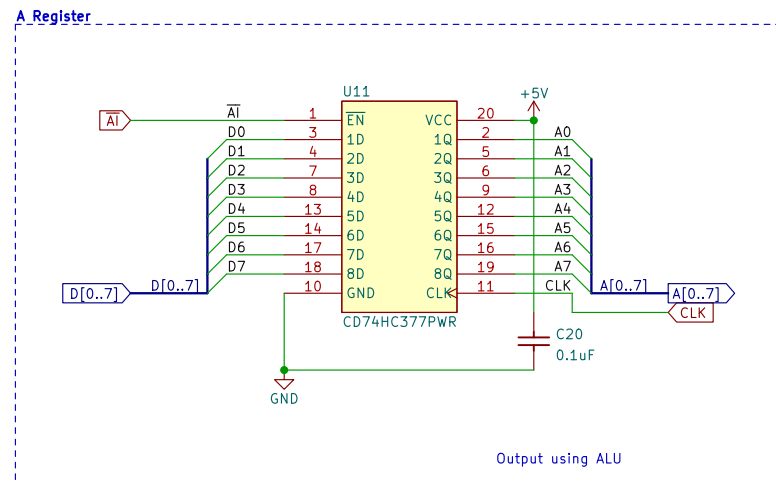 A Register
U11
+5V
AI AI 1 EN VCC 20
D0 3 1D 1Q 2 A0
D1 4 2D 2Q 5 A1
D2 7 3D 3Q 6 A2
D3 8 4D 4Q 9 A3
D4 13 5D 5Q 12 A4
D5 14 6D 6Q 15 A5
D6 17 7D 7Q 16 A6
D7 18 8D 8Q 19 A7
D[0..7] D[0..7] 10 GND CLK 11 CLK A[0..7] A[0..7]
CLK
CD74HC377PWR
C20
0.1uF
GND
Output using ALU